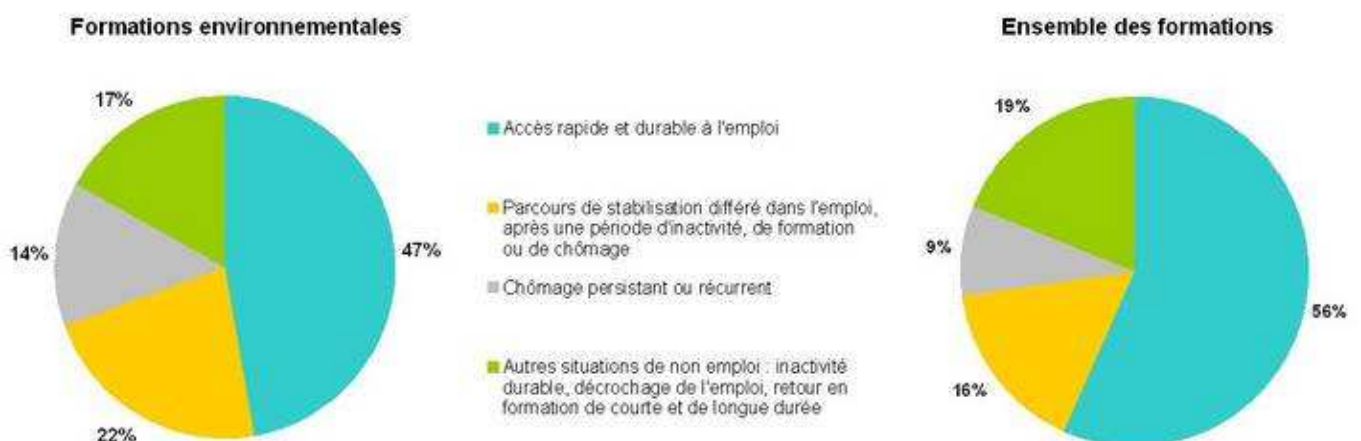 Formations environnementales
Ensemble des formations
17%
14%
47%
22%
Accès rapide et durable à l'emploi
Parcours de stabilisation différé dans l'emploi,
après une période d'inactivité, de formation
ou de chômage
Chômage persistant ou récurrent
Autres situations de non emploi : inactivité
durable, décrochage de l'emploi, retour en
formation de courte et de longue durée
19%
9%
56%
16%